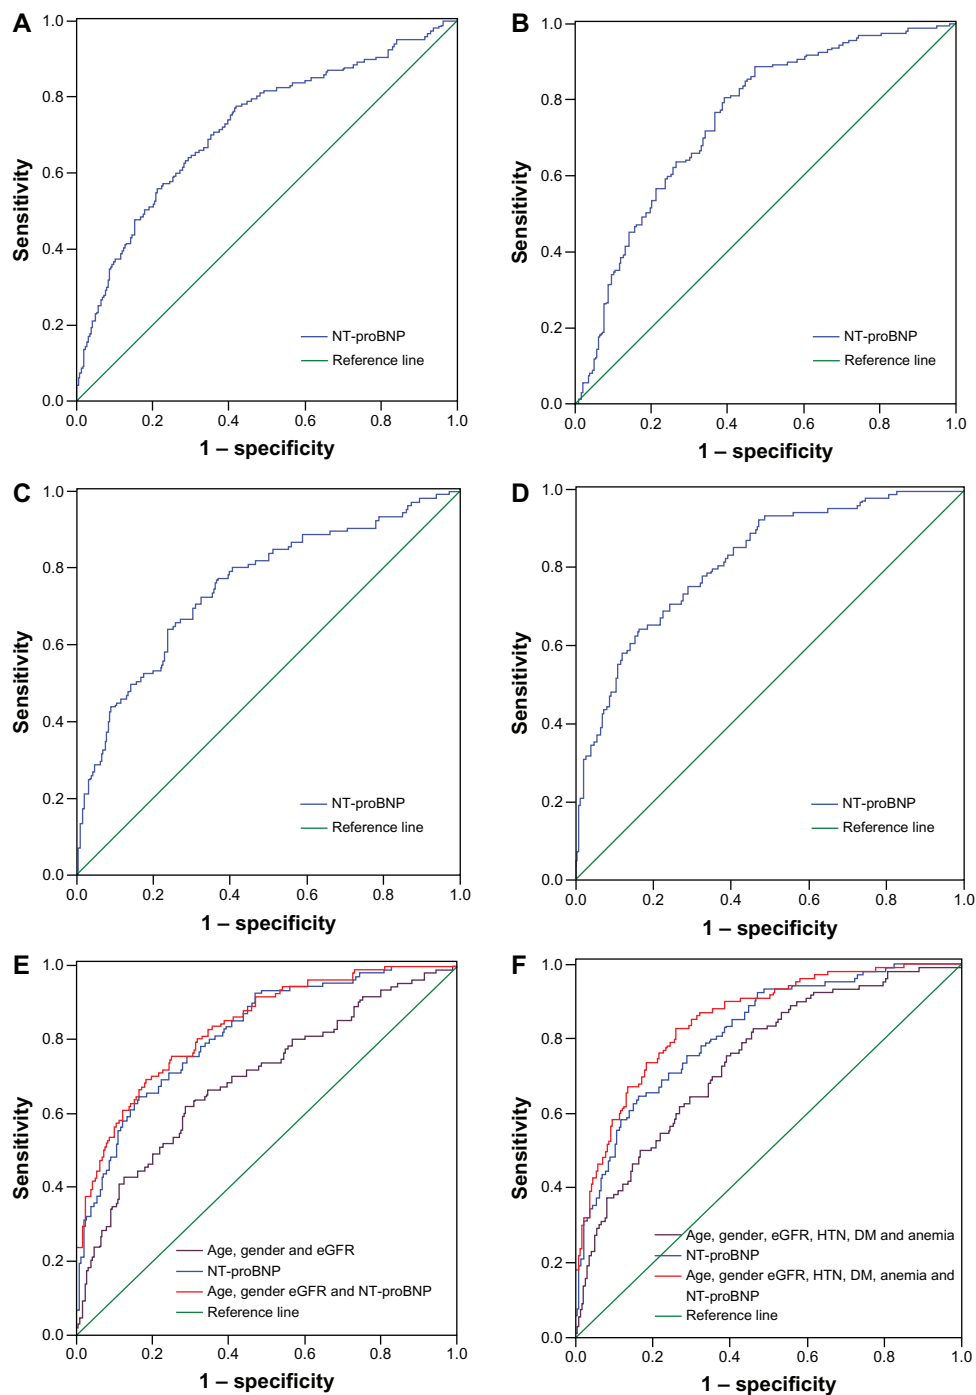 A
1.0
0.8
0.6
0.4
0.2
0.0
Sensitivity
NT-proBNP
Reference line
0.0 0.2 0.4 0.6 0.8 1.0
1 – specificity
B
1.0
0.8
0.6
0.4
0.2
0.0
Sensitivity
NT-proBNP
Reference line
0.0 0.2 0.4 0.6 0.8 1.0
1 – specificity
C
1.0
0.8
0.6
0.4
0.2
0.0
Sensitivity
NT-proBNP
Reference line
0.0 0.2 0.4 0.6 0.8 1.0
1 – specificity
D
1.0
0.8
0.6
0.4
0.2
0.0
Sensitivity
NT-proBNP
Reference line
0.0 0.2 0.4 0.6 0.8 1.0
1 – specificity
E
1.0
0.8
0.6
0.4
0.2
0.0
Sensitivity
Age, gender and eGFR
NT-proBNP
Age, gender eGFR and NT-proBNP
Reference line
0.0 0.2 0.4 0.6 0.8 1.0
1 – specificity
F
1.0
0.8
0.6
0.4
0.2
0.0
Sensitivity
Age, gender, eGFR, HTN, DM and anemia
NT-proBNP
Age, gender eGFR, HTN, DM, anemia and
NT-proBNP
Reference line
0.0 0.2 0.4 0.6 0.8 1.0
1 – specificity